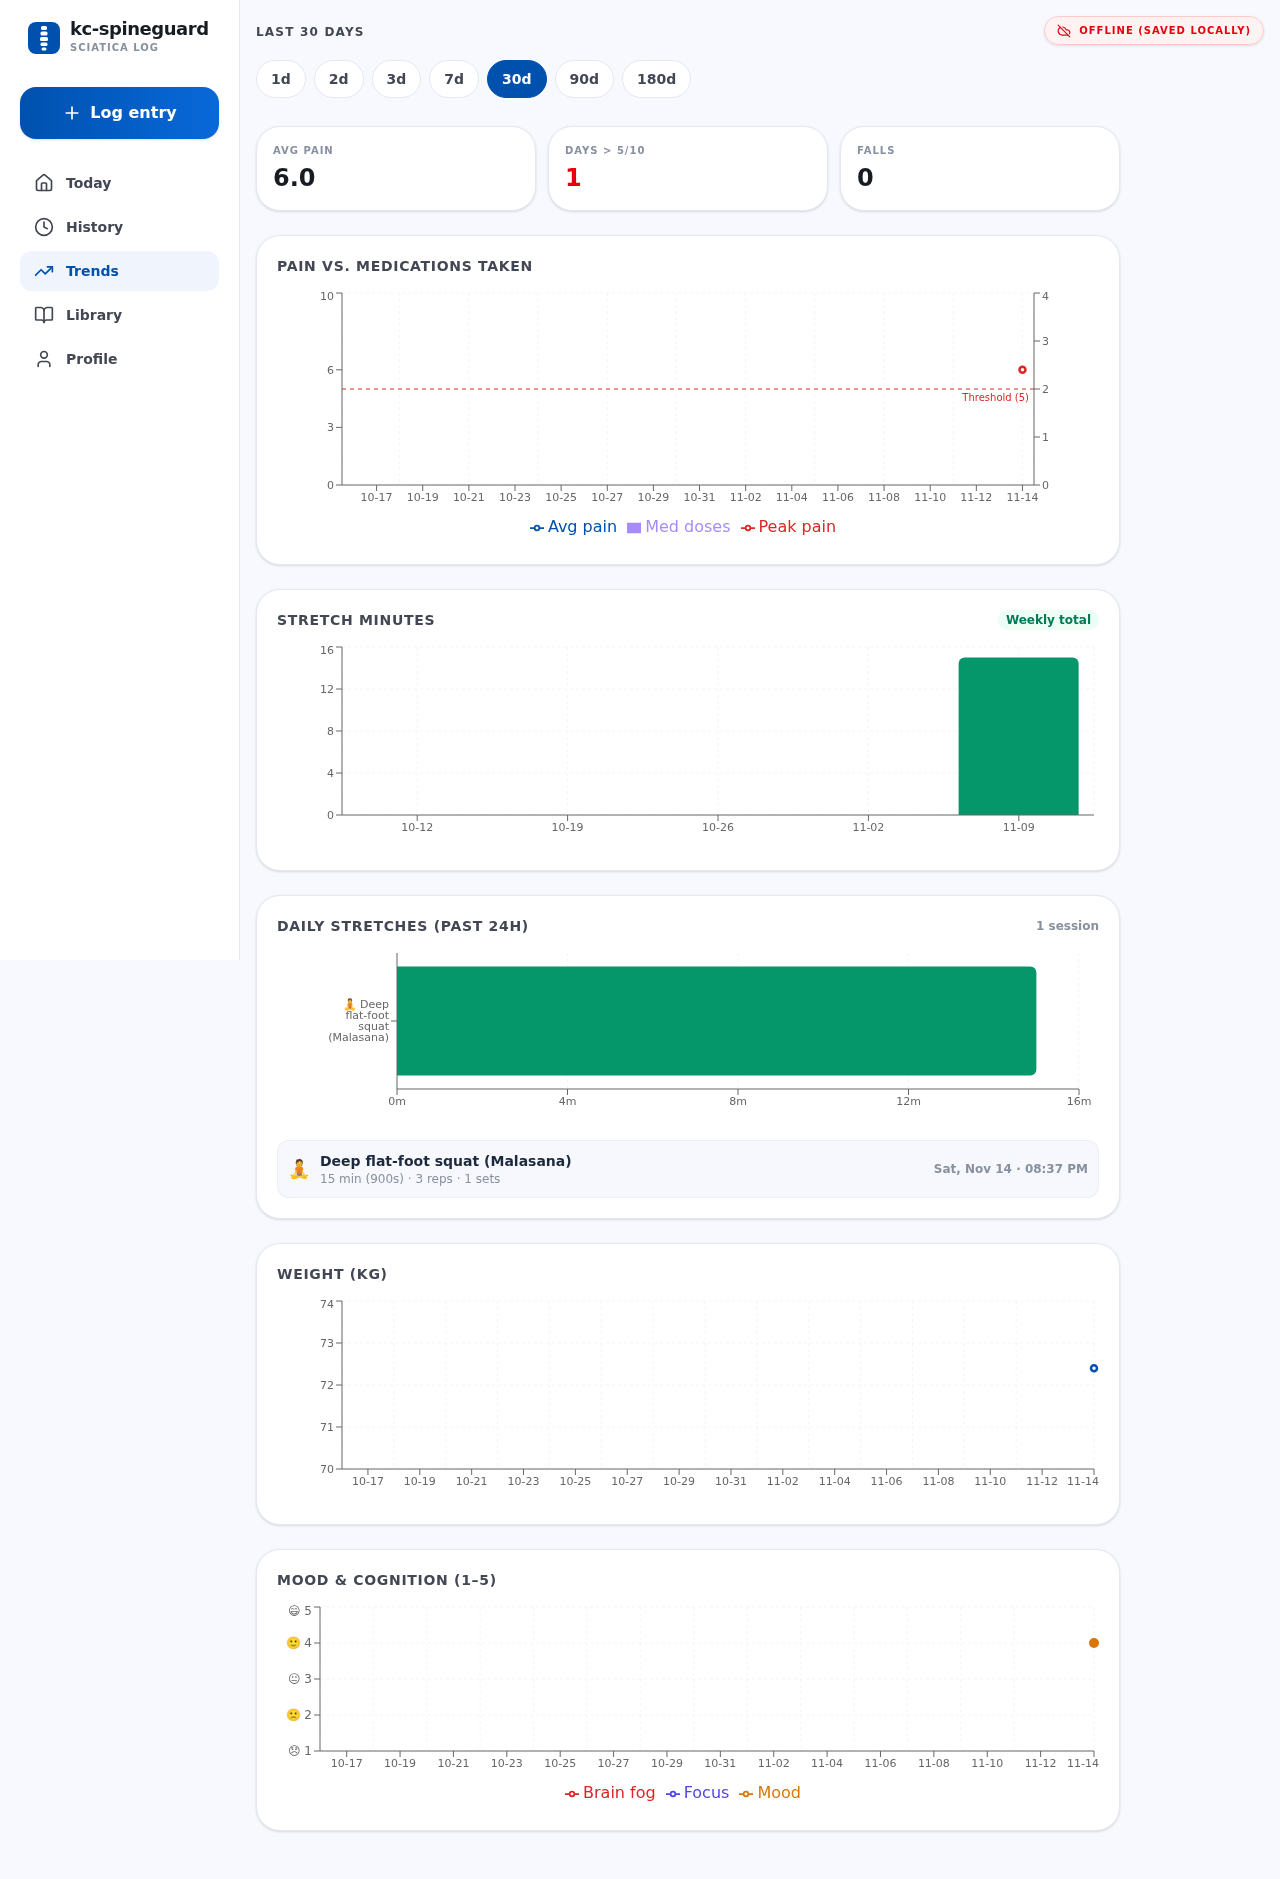 kc-spineguard
SCIATICA LOG
Log entry
Today
History
Trends
Library
Profile
LAST 30 DAYS
OFFLINE (SAVED LOCALLY)
1d 2d 3d 7d 30d 90d 180d
AVG PAIN
6.0
DAYS > 5/10
1
FALLS
0
PAIN VS. MEDICATIONS TAKEN
10
6
3
0
4
3
2
1
0
Threshold (5)
10-17 10-19 10-21 10-23 10-25 10-27 10-29 10-31 11-02 11-04 11-06 11-08 11-10 11-12 11-14
Avg pain Med doses Peak pain
STRETCH MINUTES
Weekly total
16
12
8
4
0
10-12 10-19 10-26 11-02 11-09
DAILY STRETCHES (PAST 24H)
1 session
🧘 Deep
flat-foot
squat
(Malasana)
0m 4m 8m 12m 16m
🧘 Deep flat-foot squat (Malasana)
15 min (900s) · 3 reps · 1 sets
Sat, Nov 14 · 08:37 PM
WEIGHT (KG)
74
73
72
71
70
10-17 10-19 10-21 10-23 10-25 10-27 10-29 10-31 11-02 11-04 11-06 11-08 11-10 11-12 11-14
MOOD & COGNITION (1–5)
😄 5
🙂 4
😐 3
🙁 2
😞 1
10-17 10-19 10-21 10-23 10-25 10-27 10-29 10-31 11-02 11-04 11-06 11-08 11-10 11-12 11-14
Brain fog Focus Mood